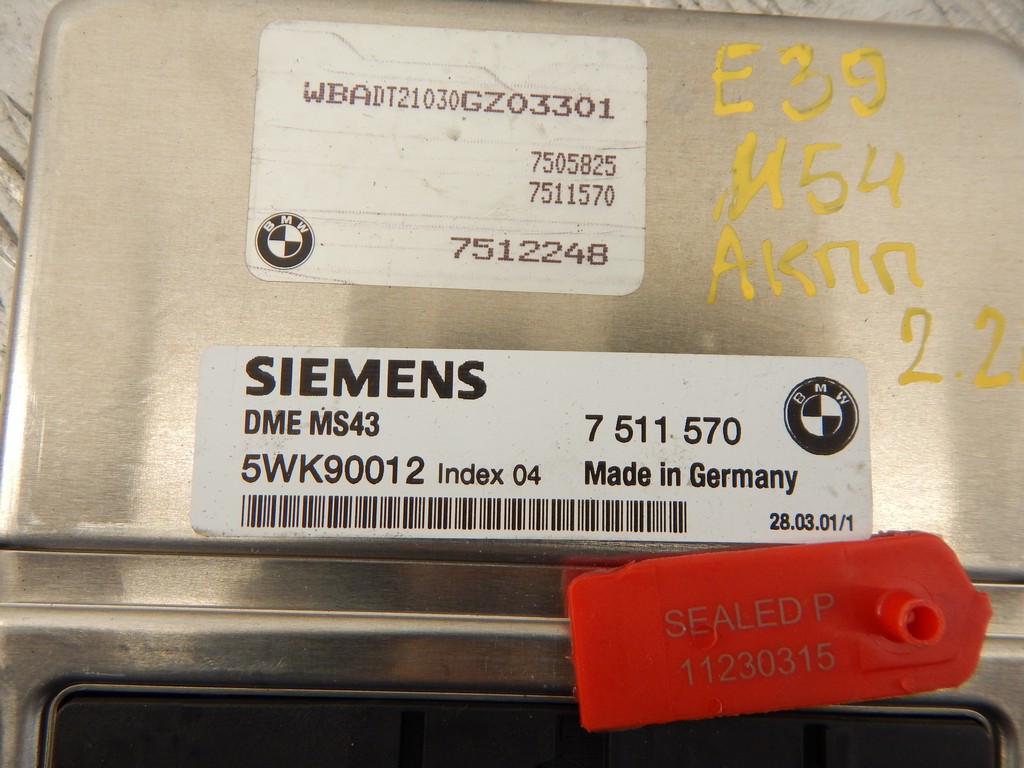 WBADT21030GZ03301
7505825
7511570
BMW
7512248
E39
M54
АКПП
2.2i
SIEMENS
DME MS43
7 511 570
BMW
5WK90012 Index 04
Made in Germany
28.03.01/1
SEALED P
11230315